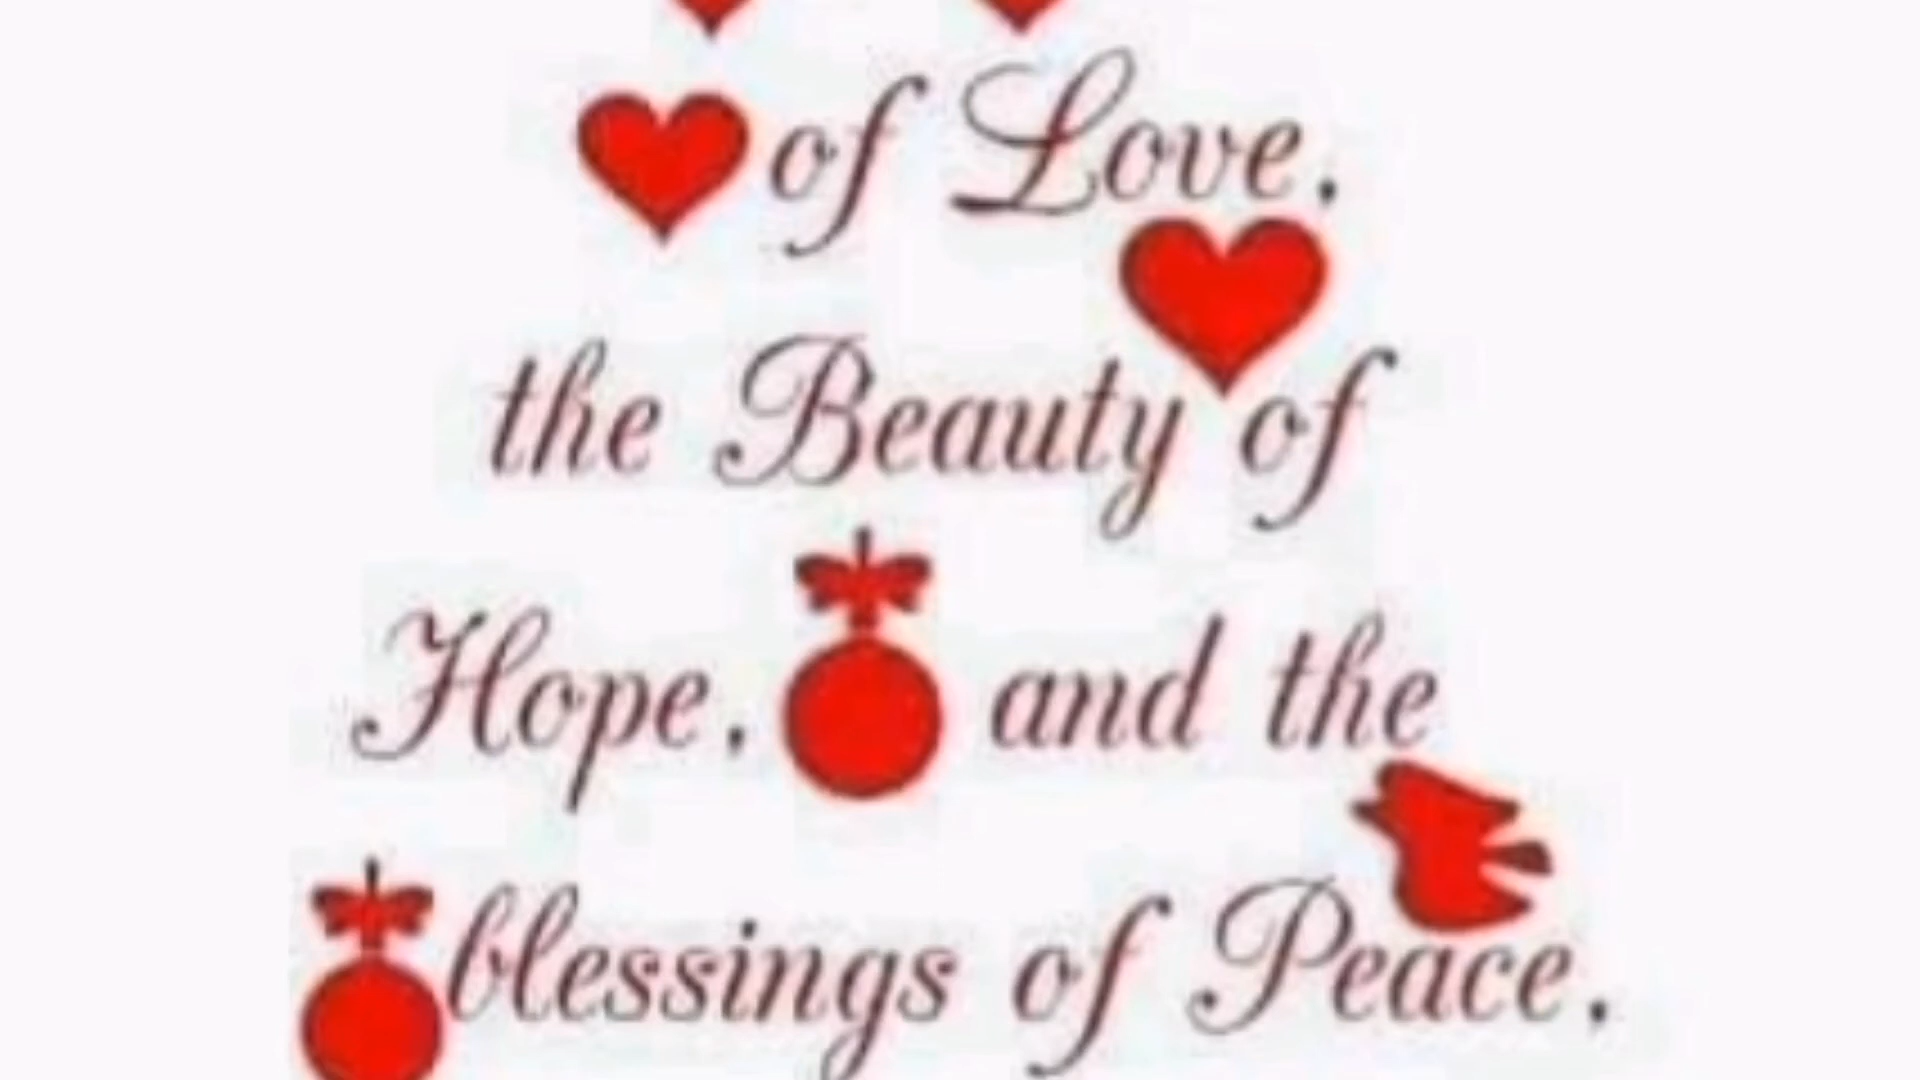 of Love,
the Beauty of
Hope, and the
blessings of Peace,